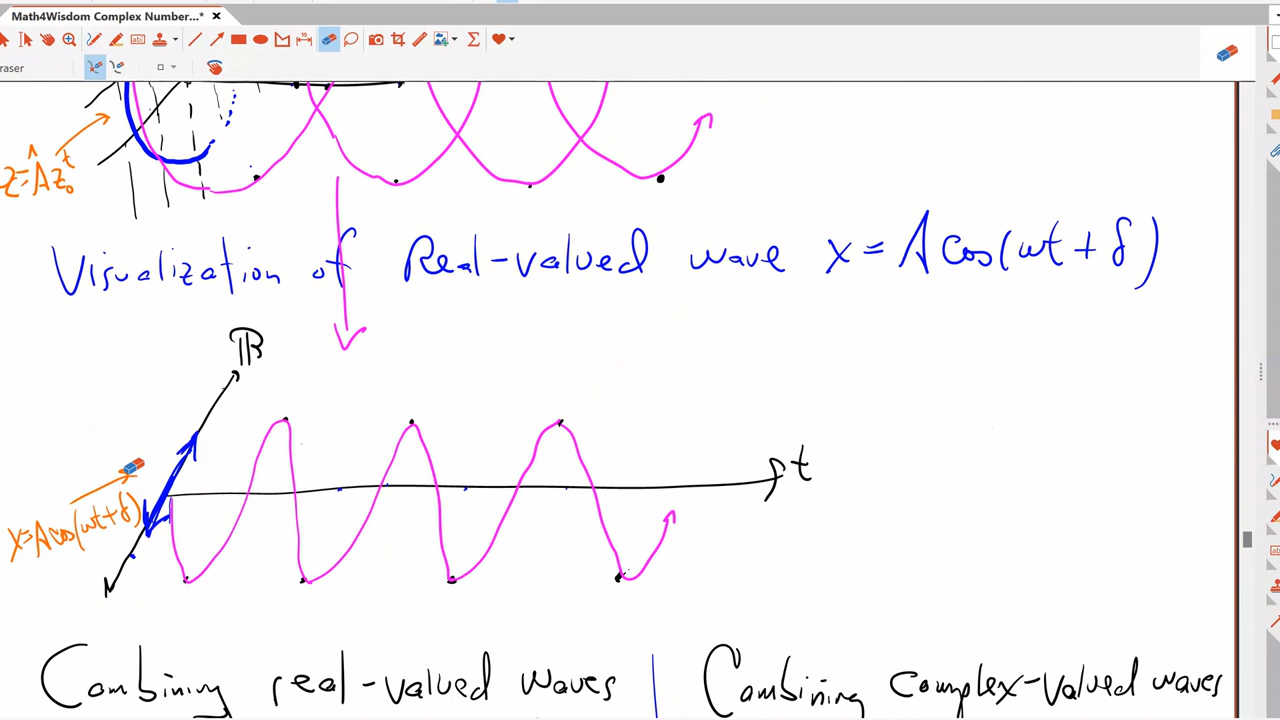 Math4Wisdom Complex Number...*
raser
z = Â z₀ᵗ
Visualization of Real-valued wave x = A cos(ωt + δ)
ℝ
t
x = A cos(ωt + δ)
Combining real-valued waves
Combining complex-valued waves